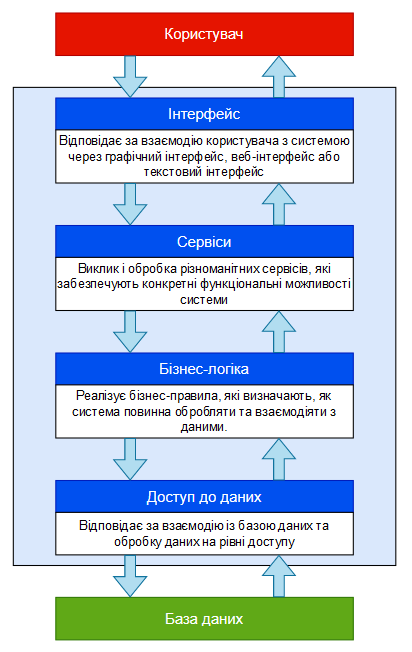 Користувач
Інтерфейс
Відповідає за взаємодію користувача з системою
через графічний інтерфейс, веб-інтерфейс або
текстовий інтерфейс
Сервіси
Виклик і обробка різноманітних сервісів, які
забезпечують конкретні функціональні можливості
системи
Бізнес-логіка
Реалізує бізнес-правила, які визначають, як
система повинна обробляти та взаємодіяти з
даними.
Доступ до даних
Відповідає за взаємодію із базою даних та
обробку даних на рівні доступу
База даних